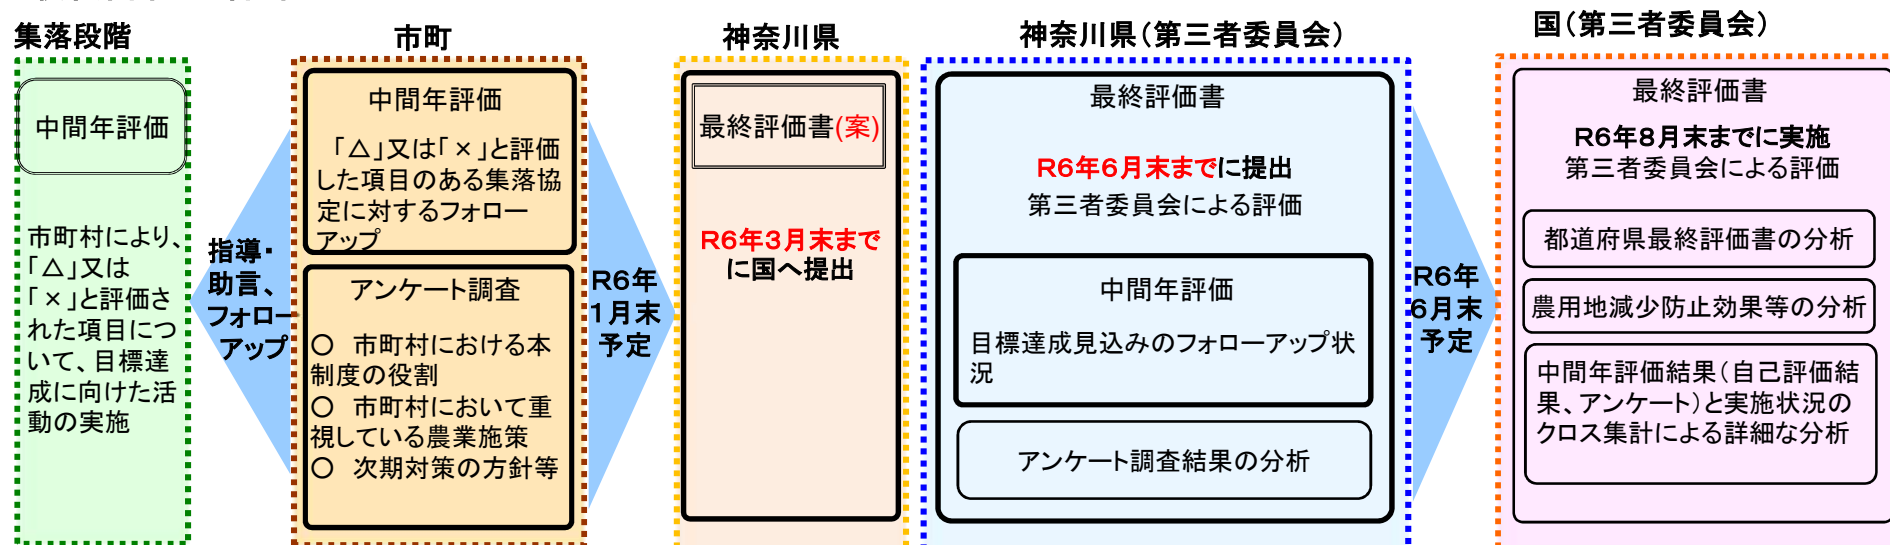 集落段階
中間年評価
市町村により、
「△」又は
「×」と評価さ
れた項目につ
いて、目標達
成に向けた活
動の実施
指導・
助言、
フォロー
アップ
市町
中間年評価
「△」又は「×」と評価
した項目のある集落協
定に対するフォロー
アップ
アンケート調査
〇 市町村における本
制度の役割
〇 市町村において重
視している農業施策
〇 次期対策の方針等
R6年
1月末
予定
神奈川県
最終評価書(案)
R6年3月末まで
に国へ提出
神奈川県(第三者委員会)
最終評価書
R6年6月末までに提出
第三者委員会による評価
中間年評価
目標達成見込みのフォローアップ状
況
アンケート調査結果の分析
R6年
6月末
予定
国(第三者委員会)
最終評価書
R6年8月末までに実施
第三者委員会による評価
都道府県最終評価書の分析
農用地減少防止効果等の分析
中間年評価結果(自己評価結
果、アンケート)と実施状況の
クロス集計による詳細な分析